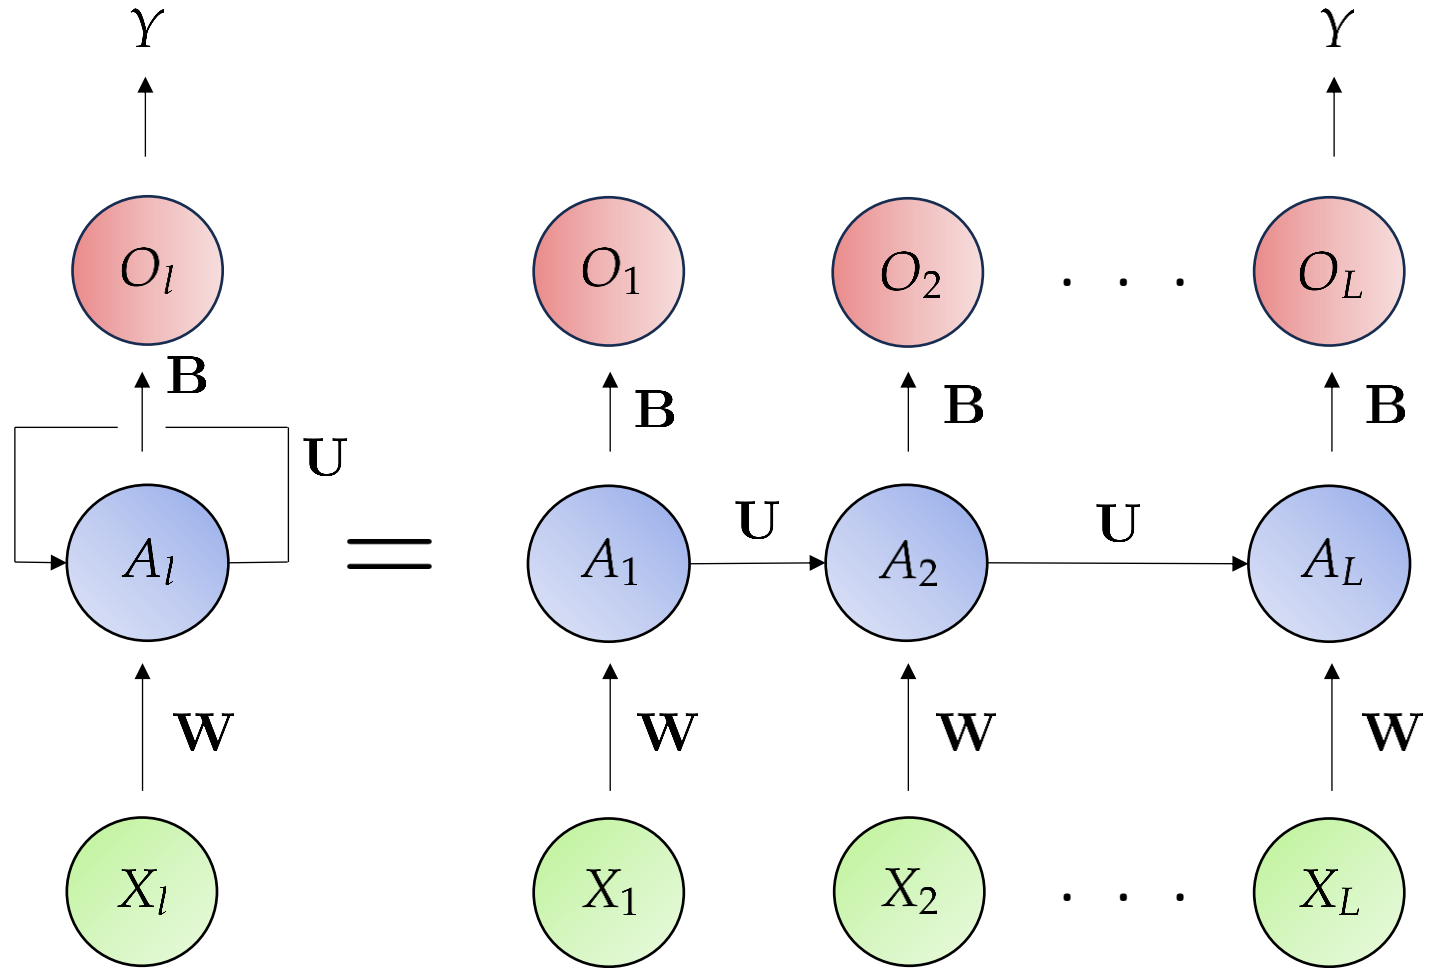 Y Y
O_l O_1 O_2 . . . O_L
B B B B
U
A_l = A_1 U A_2 U A_L
W W W W
X_l X_1 X_2 . . . X_L